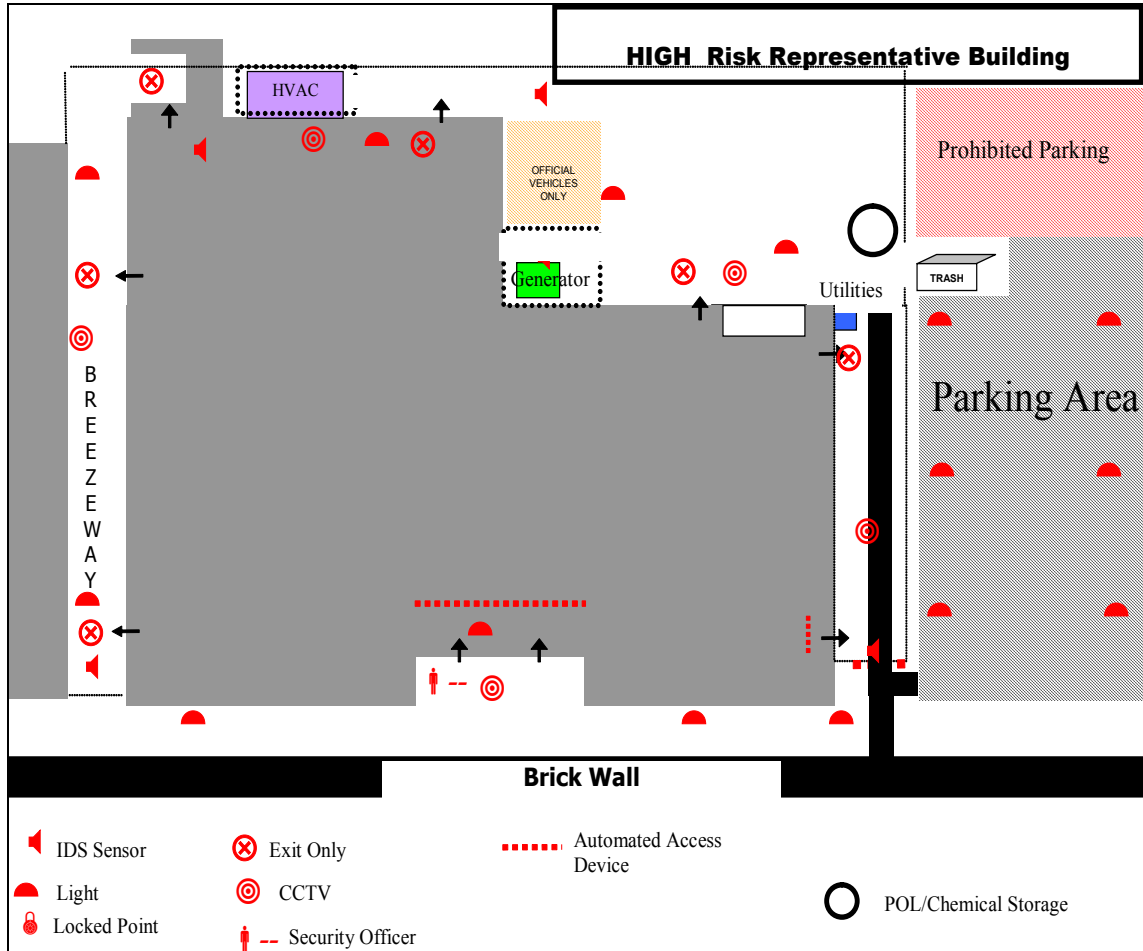 HIGH  Risk Representative Building
HVAC
Prohibited Parking
OFFICIAL
VEHICLES
ONLY
Generator
Utilities
TRASH
Parking Area
B
R
E
E
Z
E
W
A
Y
Brick Wall
IDS Sensor
Exit Only
Automated Access
Device
Light
CCTV
Locked Point
Security Officer
POL/Chemical Storage